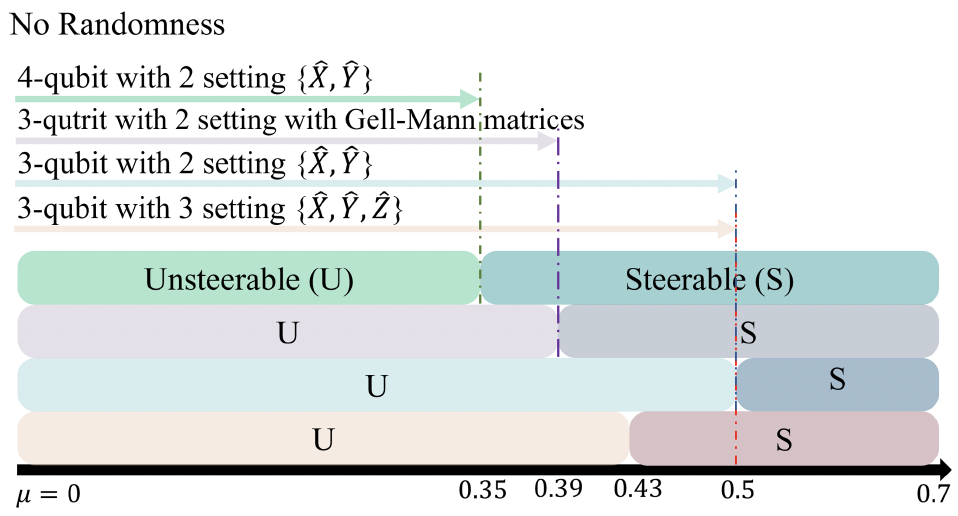 No Randomness
4-qubit with 2 setting {X̂, Ŷ}
3-qutrit with 2 setting with Gell-Mann matrices
3-qubit with 2 setting {X̂, Ŷ}
3-qubit with 3 setting {X̂, Ŷ, Ẑ}
Unsteerable (U) Steerable (S)
U S
U S
U S
μ = 0 0.35 0.39 0.43 0.5 0.7